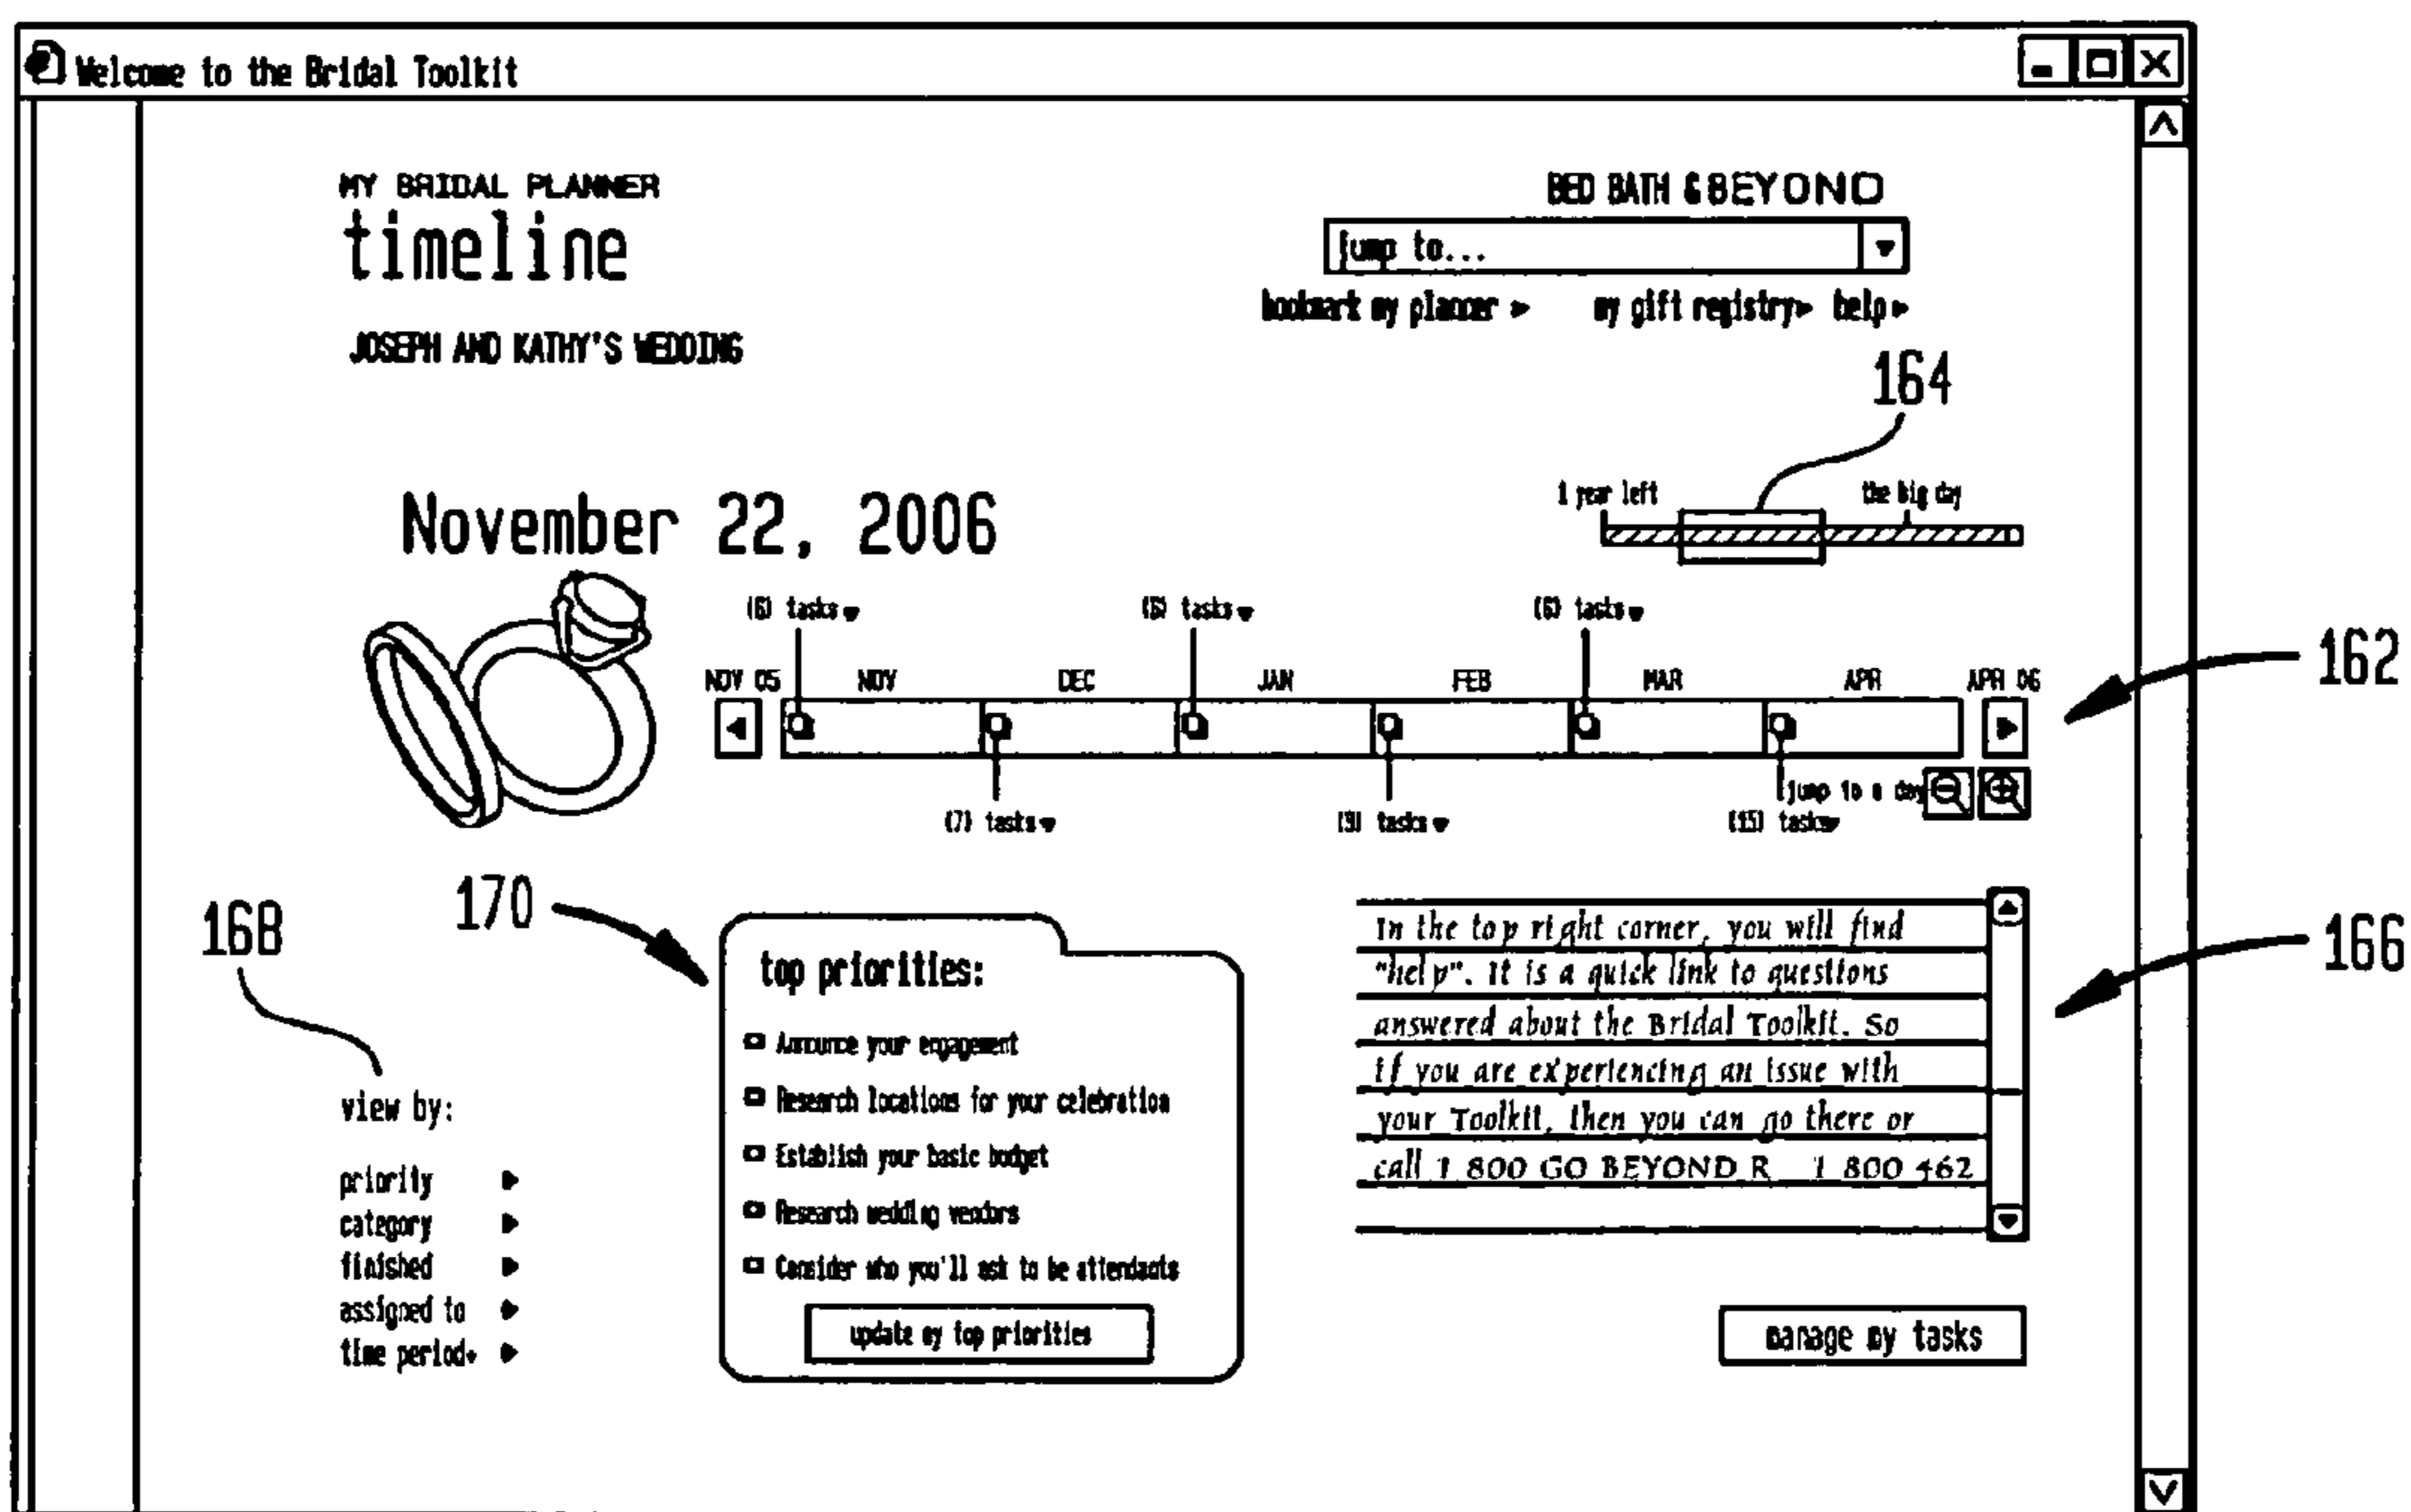 Welcome to the Bridal Toolkit
MY BRIDAL PLANNER
timeline
JOSEPH AND KATHY'S WEDDING
BED BATH & BEYOND
jump to...
bookmark my planner my gift registry help
164
1 year left the big day
November 22, 2006
(6) tasks tasks (6) tasks
162
NOV 05 NOV DEC JAN FEB MAR APR APR 06
jump to a day
(7) tasks (9) tasks (15) tasks
168
170
166
top priorities:
Announce your engagement
Research locations for your celebration
Establish your basic budget
Research wedding vendors
Consider who you'll ask to be attendants
update my top priorities
In the top right corner, you will find
"help". It is a quick link to questions
answered about the Bridal Toolkit. So
if you are experiencing an issue with
your Toolkit, then you can go there or
call 1 800 GO BEYOND R 1 800 462
view by:
priority
category
finished
assigned to
time period+
manage my tasks